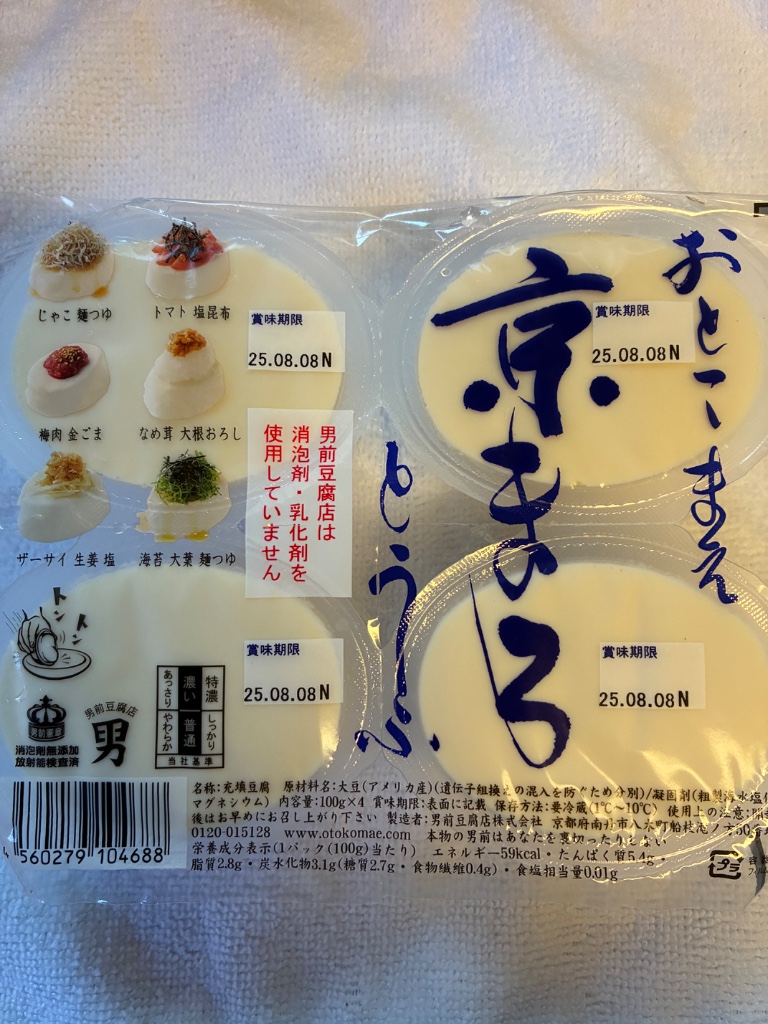 おとこまえ
京まろ
とうふ
じゃこ 麺つゆ
トマト 塩昆布
梅肉 金ごま
なめ茸 大根おろし
ザーサイ 生姜 塩
海苔 大葉 麺つゆ
賞味期限
25.08.08N
賞味期限
25.08.08N
男前豆腐店は
消泡剤・乳化剤を
使用していません
トン
トン
賞味期限
25.08.08N
賞味期限
25.08.08N
男前豆腐店
男
消泡剤無添加
放射能検査済
特濃
濃い
あっさり
しっかり
普通
やわらか
当社基準
名称:充填豆腐 原材料名:大豆(アメリカ産)(遺伝子組換えの混入を防ぐため分別)/凝固剤(粗製海水塩化
マグネシウム) 内容量:100g×4 賞味期限:表面に記載 保存方法:要冷蔵(1℃〜10℃) 使用上の注意:開封
後はお早めにお召し上がり下さい 製造者:男前豆腐店株式会社 京都府南丹市八木町
0120-015128 www.otokomae.com 本物の男前はあなたを裏切ったりしない
栄養成分表示(1パック(100g)当たり) エネルギー59kcal・たんぱく質5.4g・
脂質2.8g・炭水化物3.1g(糖質2.7g・食物繊維0.4g)・食塩相当量0.01g
4 560279 104688
プラ